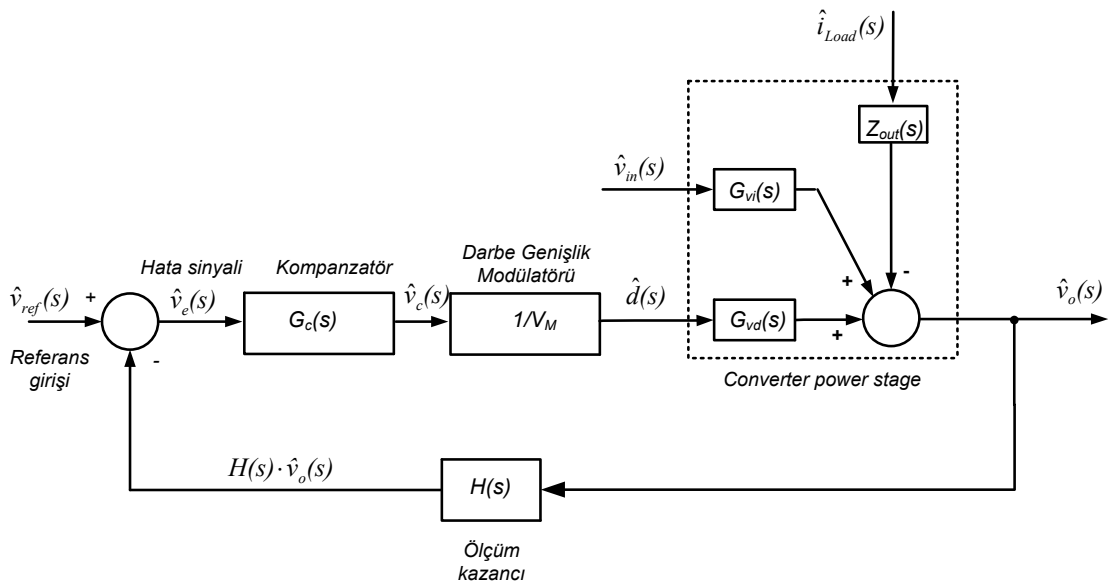 î_Load(s)
Z_out(s)
v̂_in(s)
G_vi(s)
+
-
Hata sinyali
Kompanzatör
Darbe Genişlik
Modülatörü
v̂_ref(s)
+
v̂_e(s)
G_c(s)
v̂_c(s)
1/V_M
d̂(s)
G_vd(s)
+
v̂_o(s)
Referans
girişi
-
Converter power stage
H(s)·v̂_o(s)
H(s)
Ölçüm
kazancı